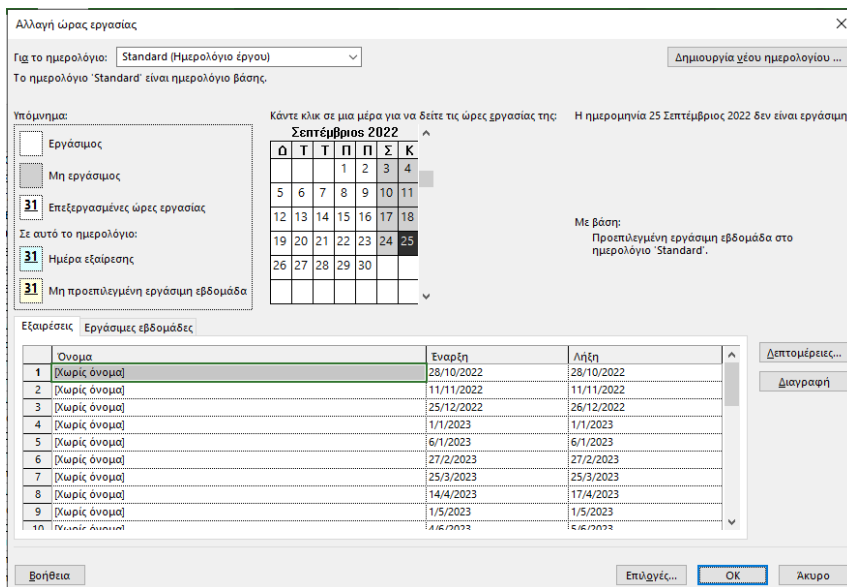 Αλλαγή ώρας εργασίας
Για το ημερολόγιο: Standard (Ημερολόγιο έργου)
Δημιουργία νέου ημερολογίου ...
Το ημερολόγιο 'Standard' είναι ημερολόγιο βάσης.
Υπόμνημα:
Εργάσιμος
Μη εργάσιμος
31 Επεξεργασμένες ώρες εργασίας
Σε αυτό το ημερολόγιο:
31 Ημέρα εξαίρεσης
31 Μη προεπιλεγμένη εργάσιμη εβδομάδα
Κάντε κλικ σε μια μέρα για να δείτε τις ώρες εργασίας της:
Σεπτέμβριος 2022
Δ Τ Τ Π Π Σ Κ
1 2 3 4
5 6 7 8 9 10 11
12 13 14 15 16 17 18
19 20 21 22 23 24 25
26 27 28 29 30
Η ημερομηνία 25 Σεπτέμβριος 2022 δεν είναι εργάσιμη
Με βάση:
Προεπιλεγμένη εργάσιμη εβδομάδα στο
ημερολόγιο 'Standard'.
Εξαιρέσεις Εργάσιμες εβδομάδες
Όνομα Έναρξη Λήξη
1 [Χωρίς όνομα] 28/10/2022 28/10/2022
2 [Χωρίς όνομα] 11/11/2022 11/11/2022
3 [Χωρίς όνομα] 25/12/2022 26/12/2022
4 [Χωρίς όνομα] 1/1/2023 1/1/2023
5 [Χωρίς όνομα] 6/1/2023 6/1/2023
6 [Χωρίς όνομα] 27/2/2023 27/2/2023
7 [Χωρίς όνομα] 25/3/2023 25/3/2023
8 [Χωρίς όνομα] 14/4/2023 17/4/2023
9 [Χωρίς όνομα] 1/5/2023 1/5/2023
10 [Χωρίς όνομα] 4/6/2023 5/6/2023
Λεπτομέρειες...
Διαγραφή
Βοήθεια
Επιλογές...
OK
Άκυρο